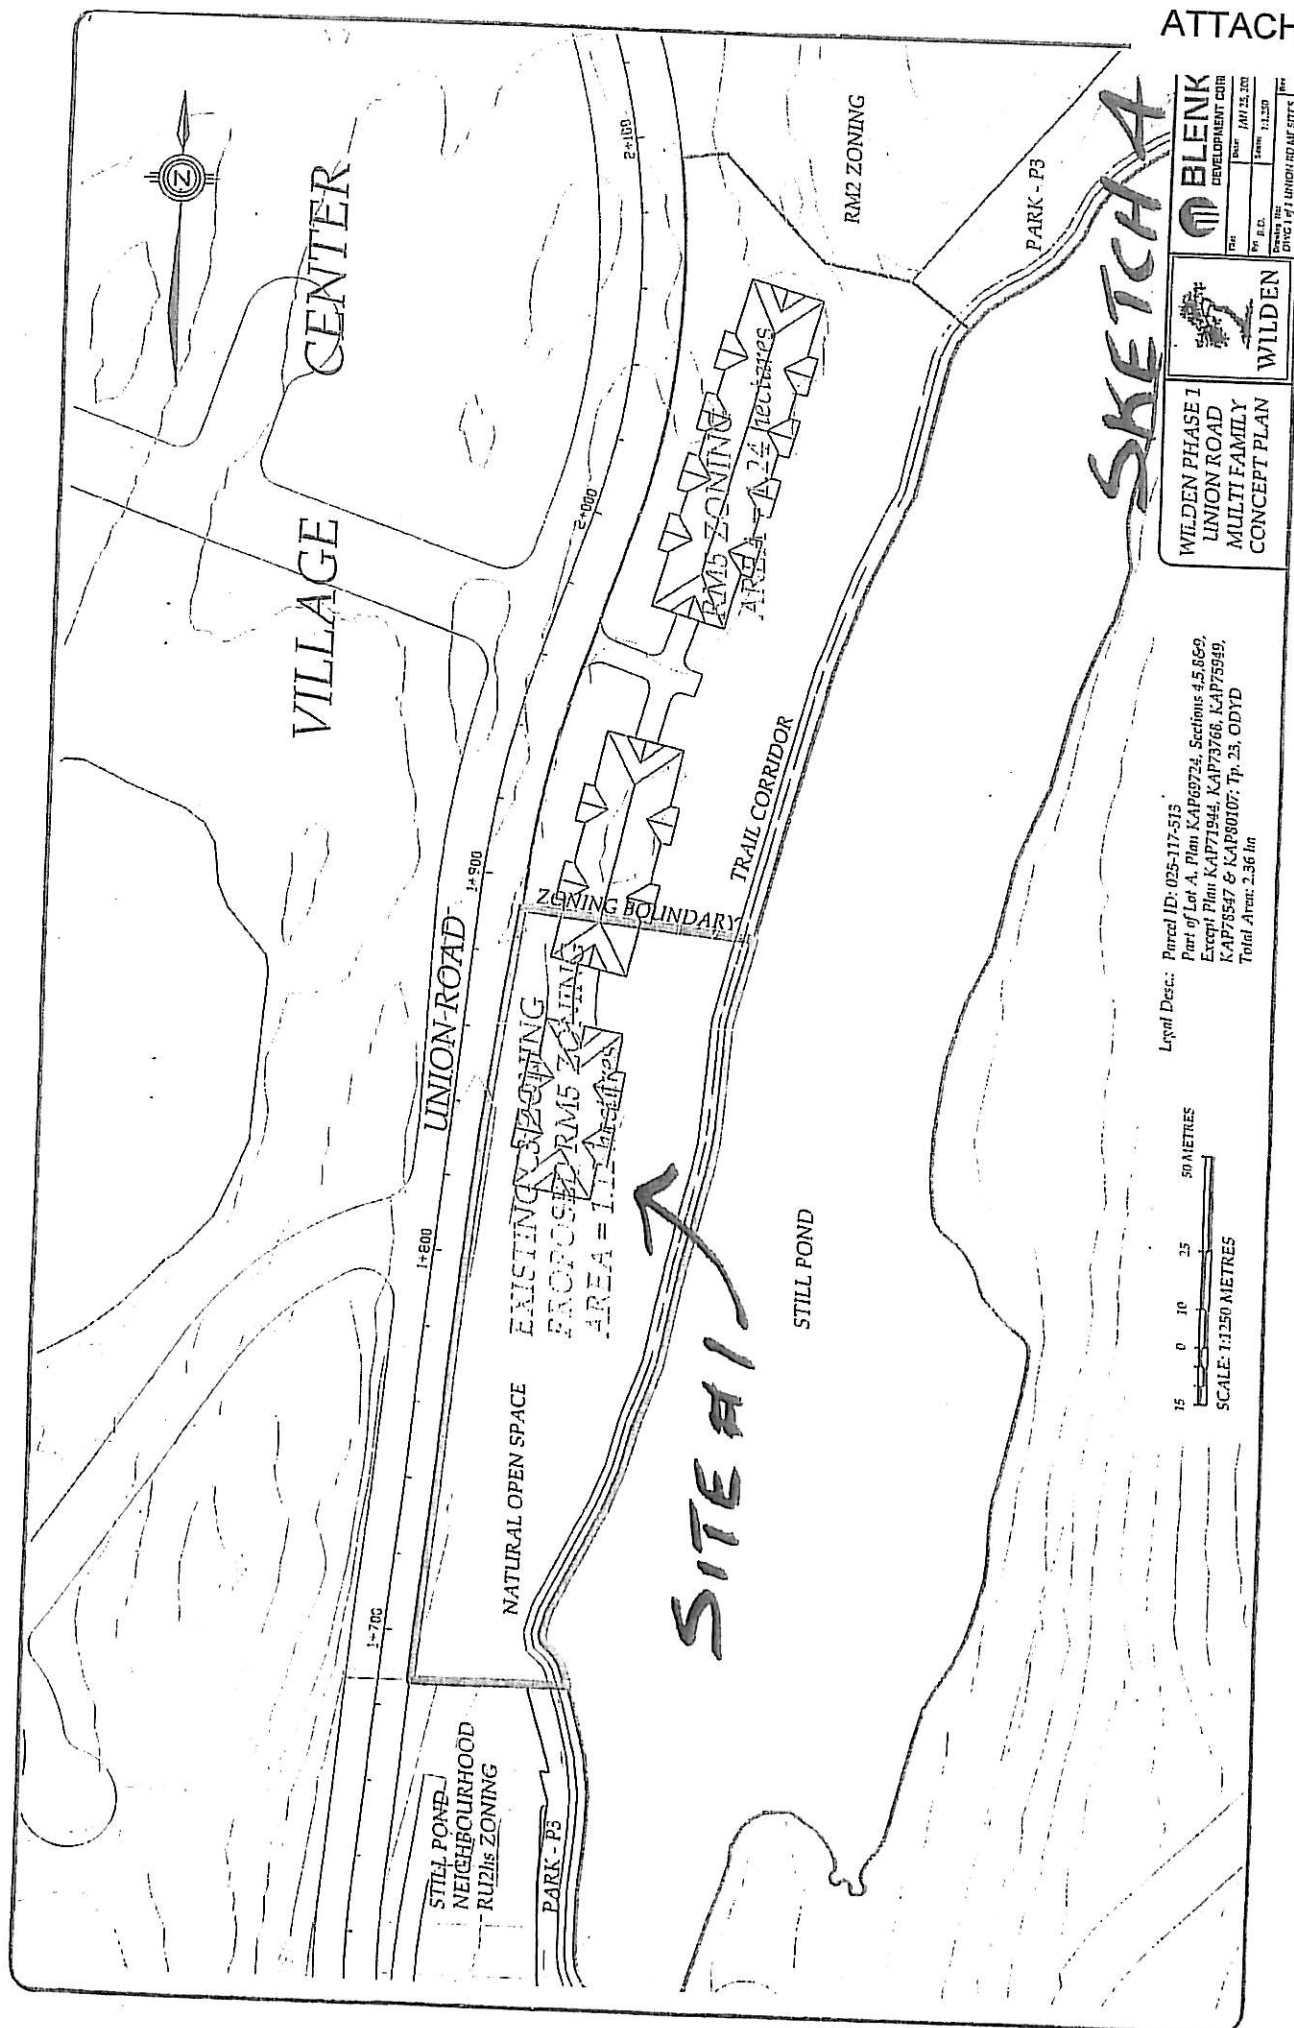 ATTACH
SKETCH A
VILLAGE CENTER
UNION ROAD
2+100
2+000
1+900
1+800
1+700
RM2 ZONING
PARK - P3
RM5 ZONING
hectares
TRAIL CORRIDOR
ZONING BOUNDARY
EXISTING ZONING
PROPOSED RM5 ZONING
AREA =
NATURAL OPEN SPACE
STILL POND
SITE #1
STILL POND
NEIGHBOURHOOD
RU2hs ZONING
PARK - P3
BLENK
DEVELOPMENT
WILDEN
WILDEN PHASE 1
UNION ROAD
MULTI FAMILY
CONCEPT PLAN
Legal Desc.: Parcel ID: 025-117-513
Part of Lot A, Plan KAP69724, Sections 4,5,8&9,
Except Plan KAP71944, KAP73768, KAP75949,
KAP78547 & KAP80107; Tp. 23, ODYD
Total Area: 2.36 ha
15 0 10 25 50 METRES
SCALE: 1:1250 METRES